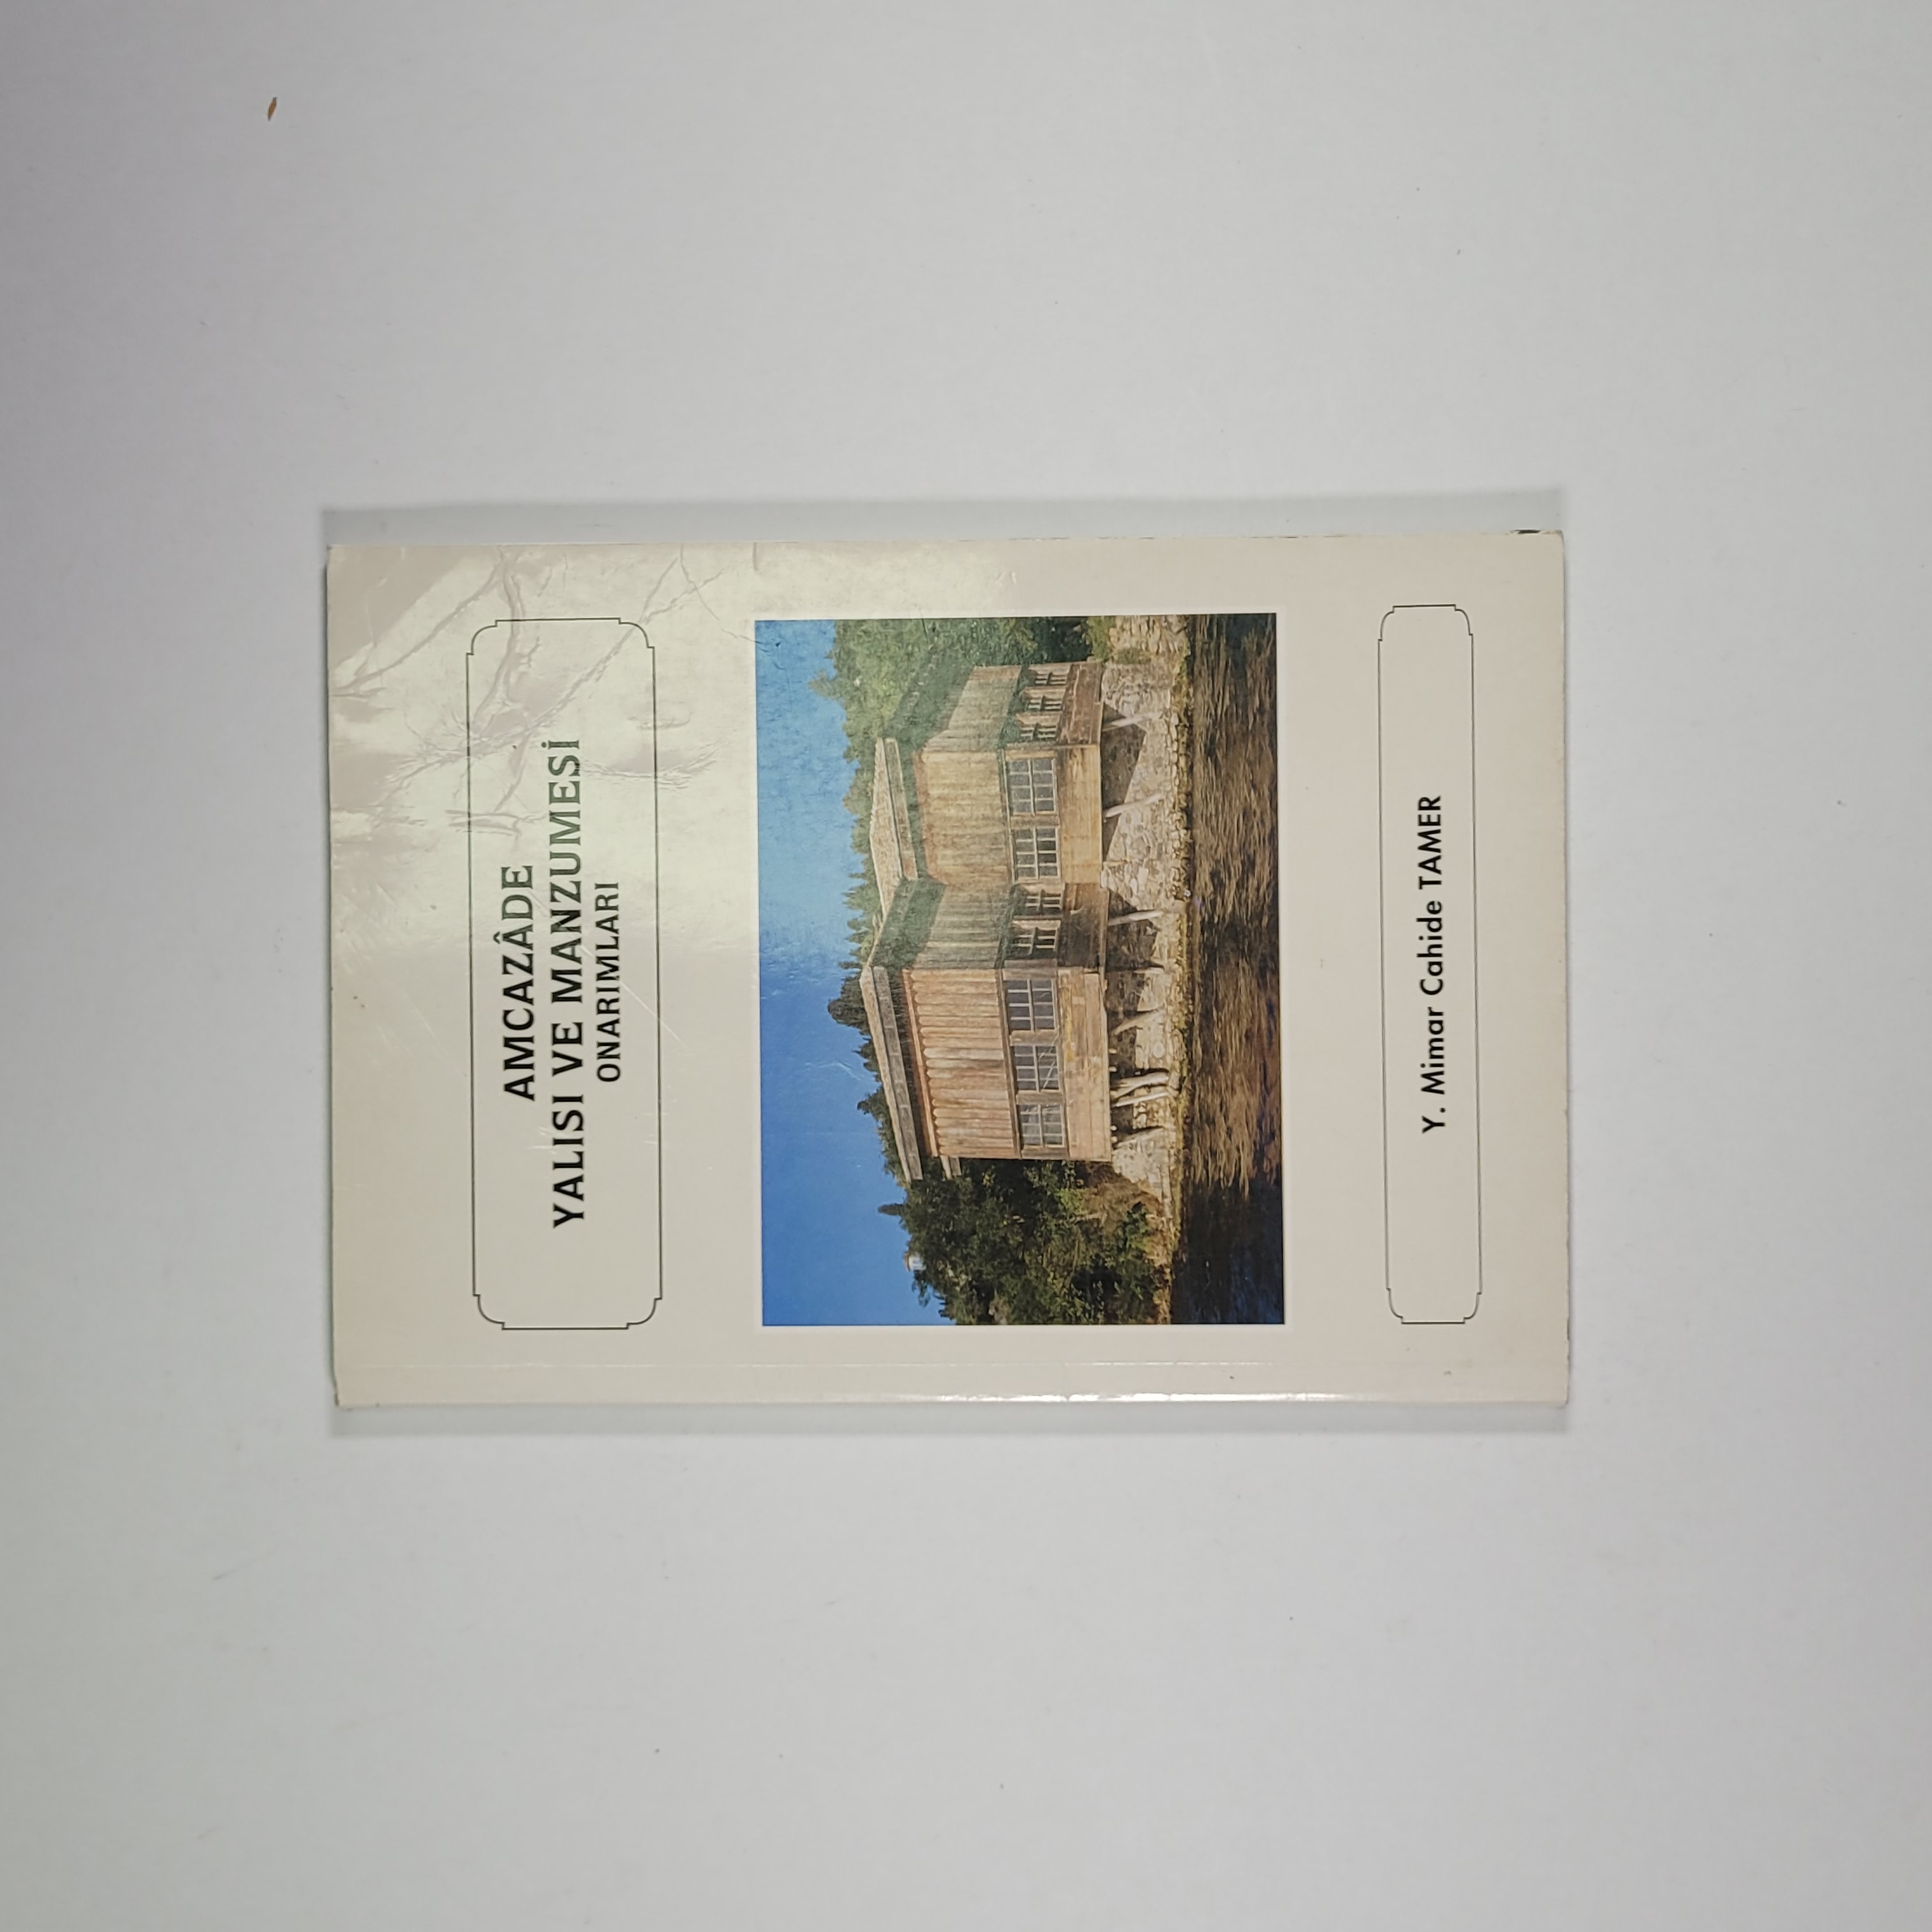 AMCAZÂDE
YALISI VE MANZUMESİ
ONARIMLARI
Y. Mimar Cahide TAMER